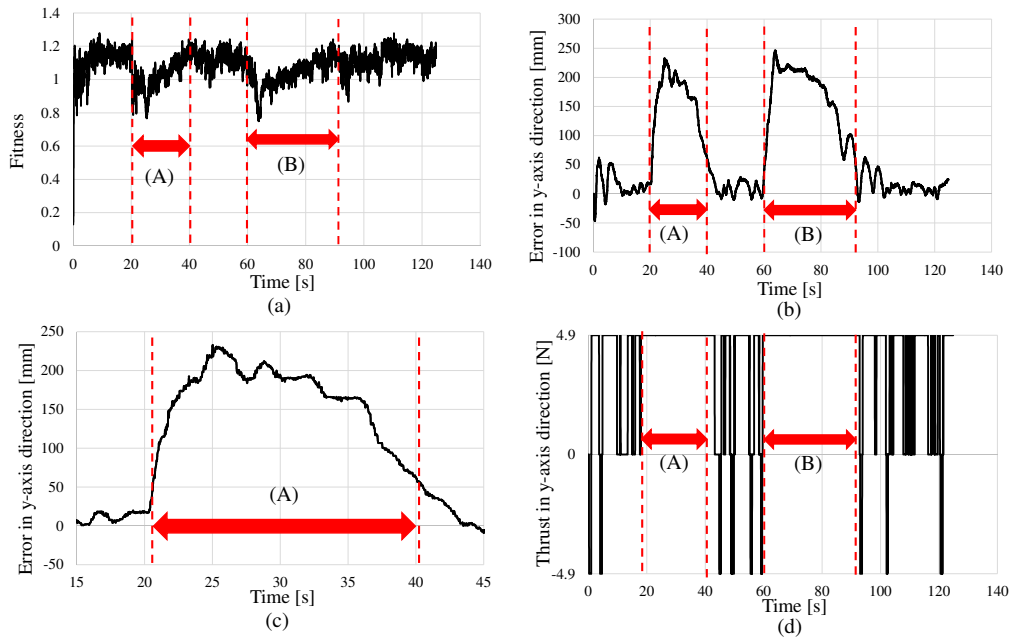 Fitness
1.4
1.2
1
0.8
0.6
0.4
0.2
0
(A)
(B)
0 20 40 60 80 100 120 140
Time [s]
(a)
Error in y-axis direction [mm]
300
250
200
150
100
50
0
-50
-100
(A)
(B)
0 20 40 60 80 100 120 140
Time [s]
(b)
Error in y-axis direction [mm]
250
200
150
100
50
0
-50
(A)
15 20 25 30 35 40 45
Time [s]
(c)
Thrust in y-axis direction [N]
4.9
0
-4.9
(A)
(B)
0 20 40 60 80 100 120 140
Time [s]
(d)